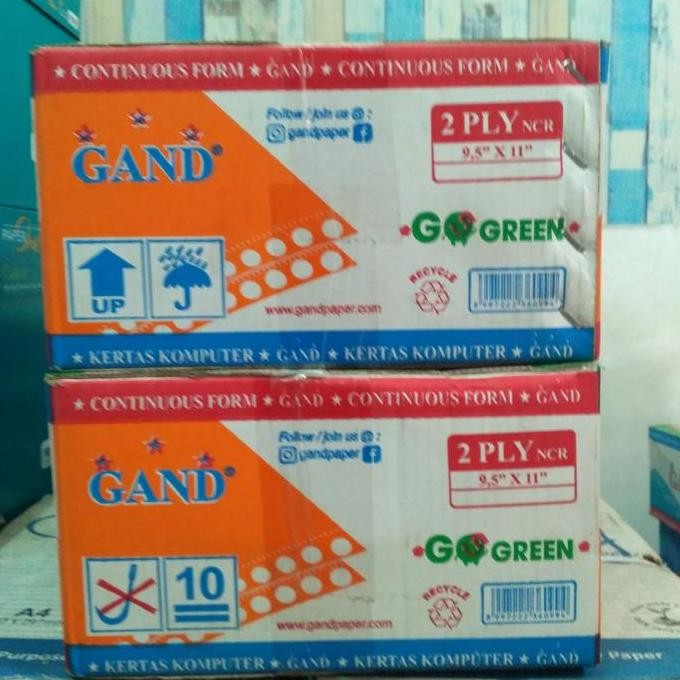 ★ CONTINUOUS FORM ★ GAND ★ CONTINUOUS FORM ★ GAND
Follow / join us @ :
gandpaper
GAND®
2 PLY NCR
9,5" X 11"
GO GREEN
UP
RECYCLE
www.gandpaper.com
★ KERTAS KOMPUTER ★ GAND ★ KERTAS KOMPUTER ★ GAND
★ CONTINUOUS FORM ★ GAND ★ CONTINUOUS FORM ★ GAND
Follow / join us @ :
gandpaper
GAND®
2 PLY NCR
9,5" X 11"
GO GREEN
10
RECYCLE
www.gandpaper.com
A4
Purpose
Paper
★ KERTAS KOMPUTER ★ GAND ★ KERTAS KOMPUTER ★ GAND